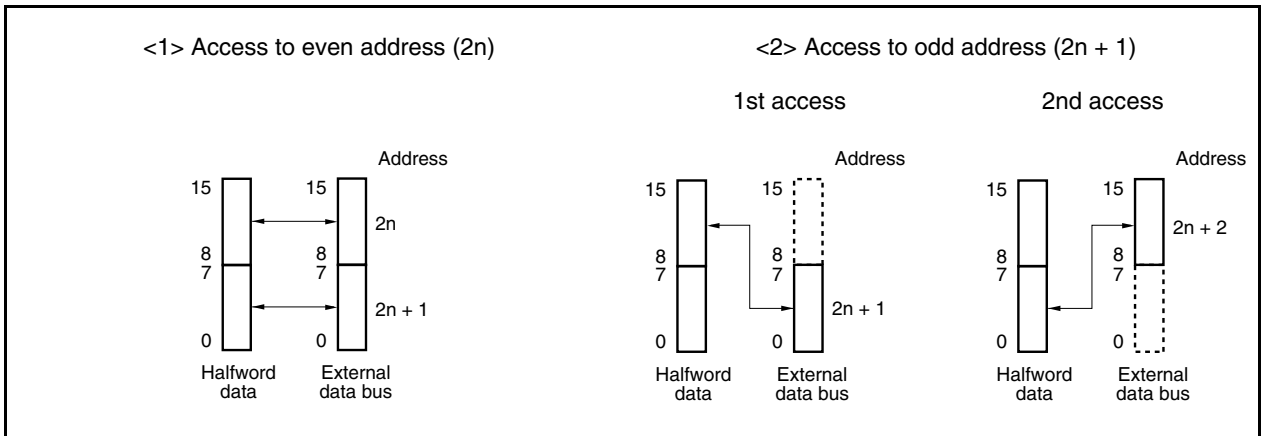 <1> Access to even address (2n)
<2> Access to odd address (2n + 1)
1st access
2nd access
Address
15
15
2n
8
8
7
7
2n + 1
0
0
Halfword
data
External
data bus
Address
15
15
8
8
7
7
2n + 1
0
0
Halfword
data
External
data bus
Address
15
15
2n + 2
8
8
7
7
0
0
Halfword
data
External
data bus